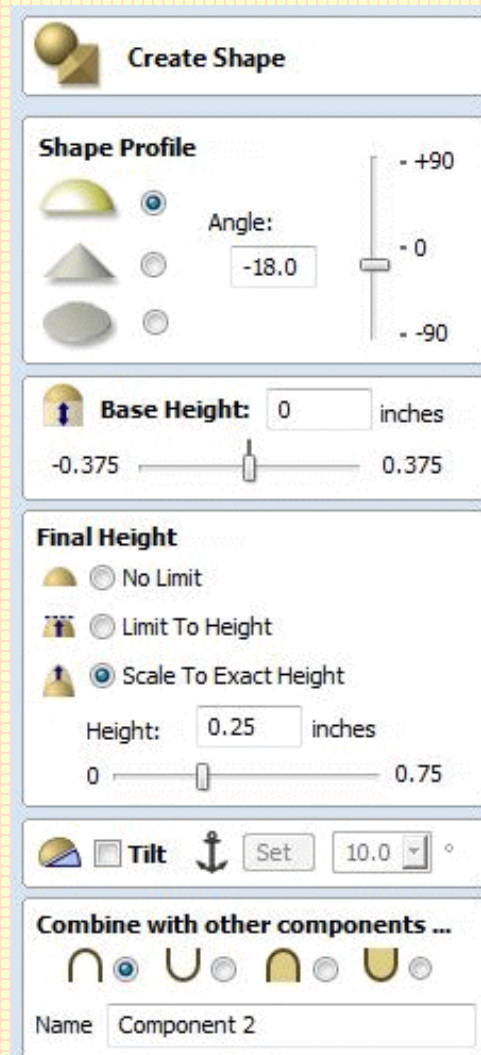 Create Shape
Shape Profile
- +90
Angle:
- 0
-18.0
- -90
Base Height: 0 inches
-0.375 0.375
Final Height
No Limit
Limit To Height
Scale To Exact Height
Height: 0.25 inches
0 0.75
Tilt Set 10.0 °
Combine with other components ...
Name Component 2